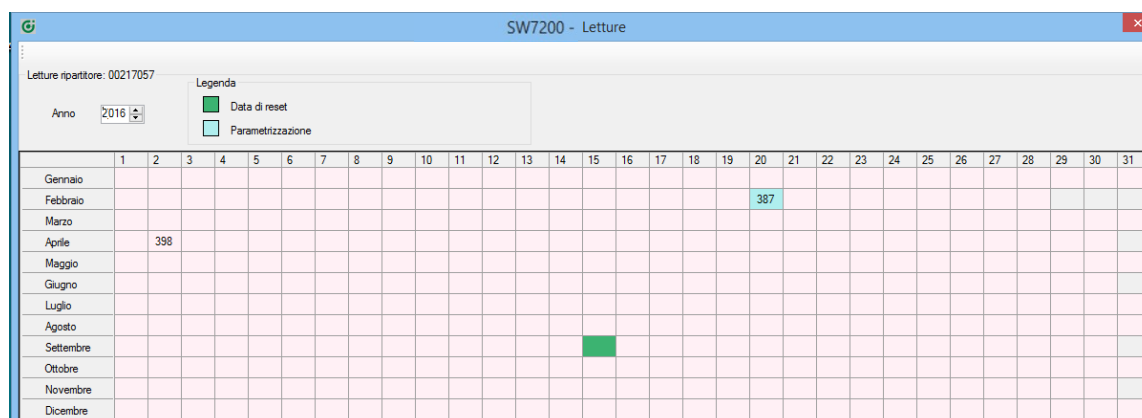 SW7200 - Letture
Letture ripartitore: 00217057
Legenda
Anno 2016
Data di reset
Parametrizzazione
1 2 3 4 5 6 7 8 9 10 11 12 13 14 15 16 17 18 19 20 21 22 23 24 25 26 27 28 29 30 31
Gennaio
Febbraio 387
Marzo
Aprile 398
Maggio
Giugno
Luglio
Agosto
Settembre
Ottobre
Novembre
Dicembre